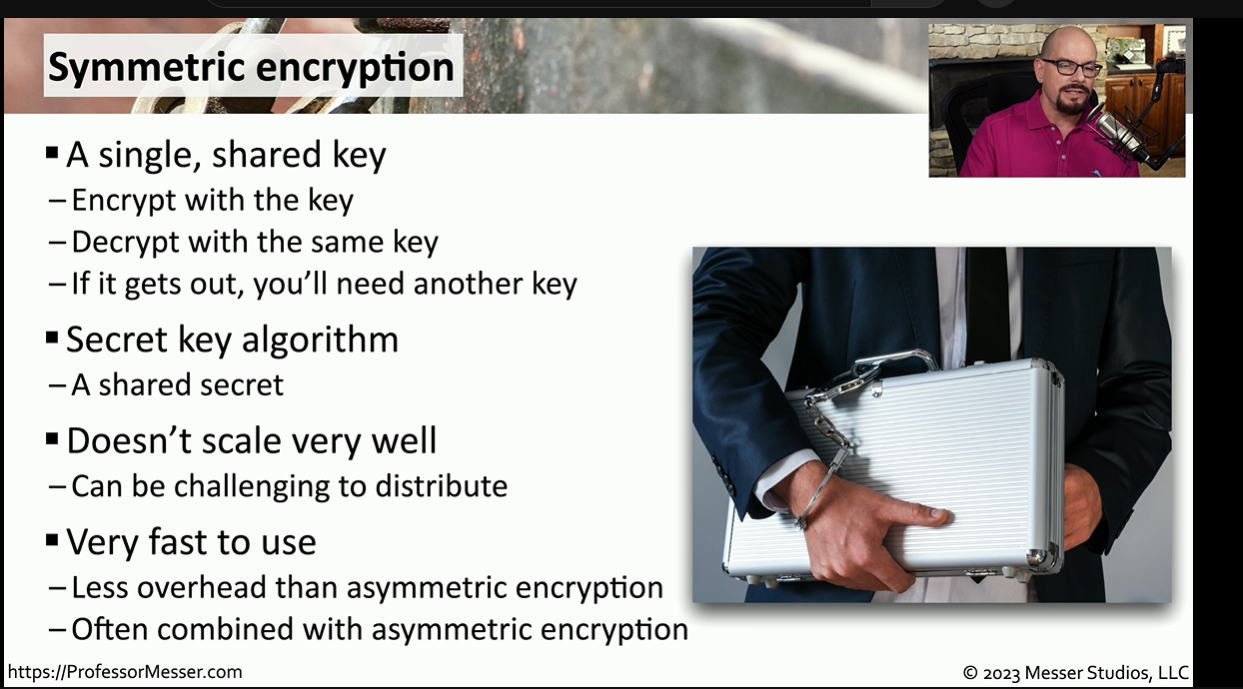 Symmetric encryption
▪ A single, shared key
– Encrypt with the key
– Decrypt with the same key
– If it gets out, you’ll need another key
▪ Secret key algorithm
– A shared secret
▪ Doesn’t scale very well
– Can be challenging to distribute
▪ Very fast to use
– Less overhead than asymmetric encryption
– Often combined with asymmetric encryption
https://ProfessorMesser.com
© 2023 Messer Studios, LLC